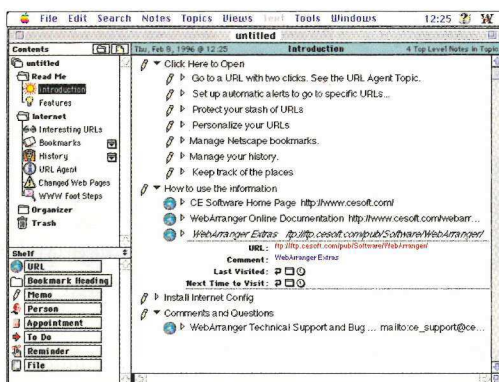 File Edit Search Notes Topics Views Text Tools Windows 12:25
untitled
Contents
untitled
Read Me
Introduction
Features
Internet
Interesting URLs
Bookmarks
History
URL Agent
Changed Web Pages
WWW Foot Steps
Organizer
Trash
Shelf
URL
Bookmark Heading
Memo
Person
Appointment
To Do
Reminder
File
Thu, Feb 8, 1996 @ 12:25 Introduction 4 Top Level Notes in Topic
Click Here to Open
Go to a URL with two clicks. See the URL Agent Topic.
Set up automatic alerts to go to specific URLs...
Protect your stash of URLs
Personalize your URLs
Manage Netscape bookmarks.
Manage your history.
Keep track of the places
How to use the information
CE Software Home Page http://www.cesoft.com/
WebArranger Online Documentation http://www.cesoft.com/webarr...
WebArranger Extras ftp://ftp.cesoft.com/pub/Software/WebArranger/
URL: ftp://ftp.cesoft.com/pub/Software/WebArranger/
Comment: WebArranger Extras
Last Visited:
Next Time to Visit:
Install Internet Config
Comments and Questions
WebArranger Technical Support and Bug ... mailto:ce_support@ce...